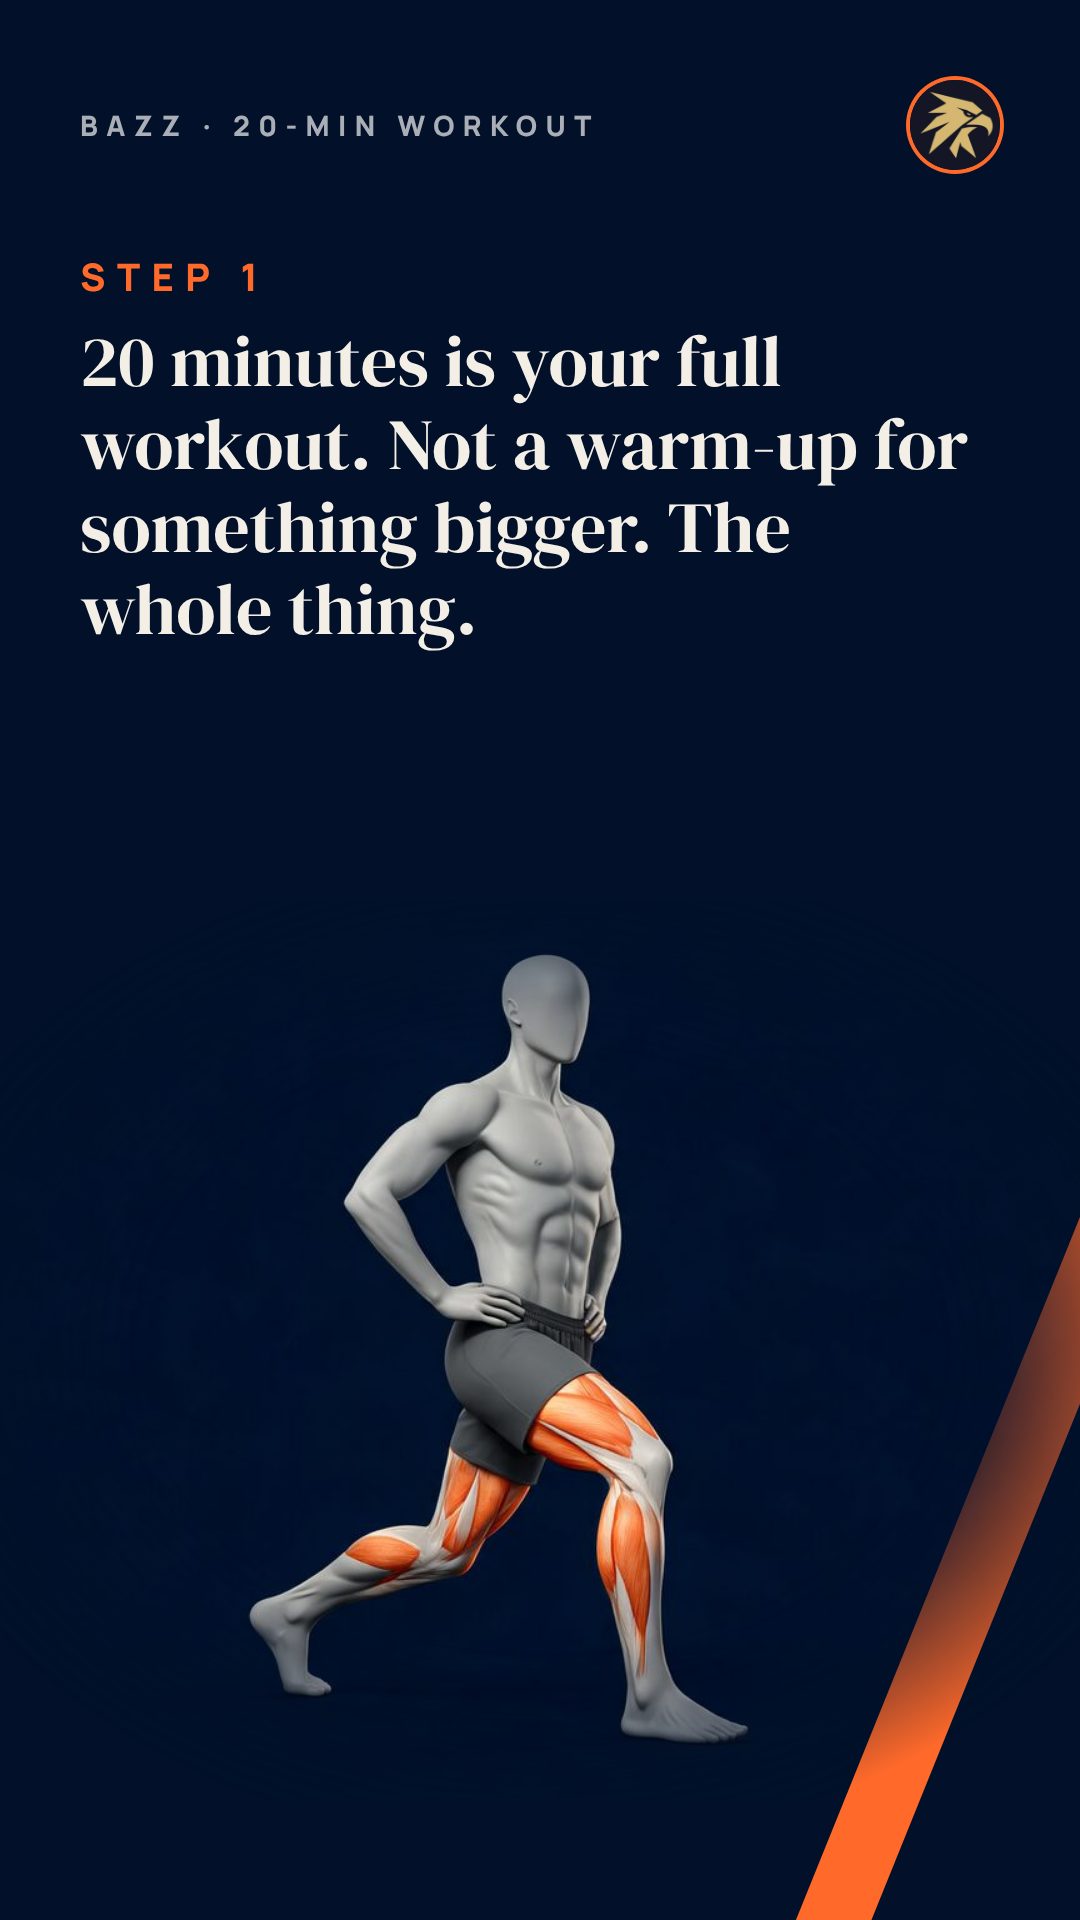 BAZZ · 20-MIN WORKOUT
STEP 1
20 minutes is your full
workout. Not a warm-up for
something bigger. The
whole thing.